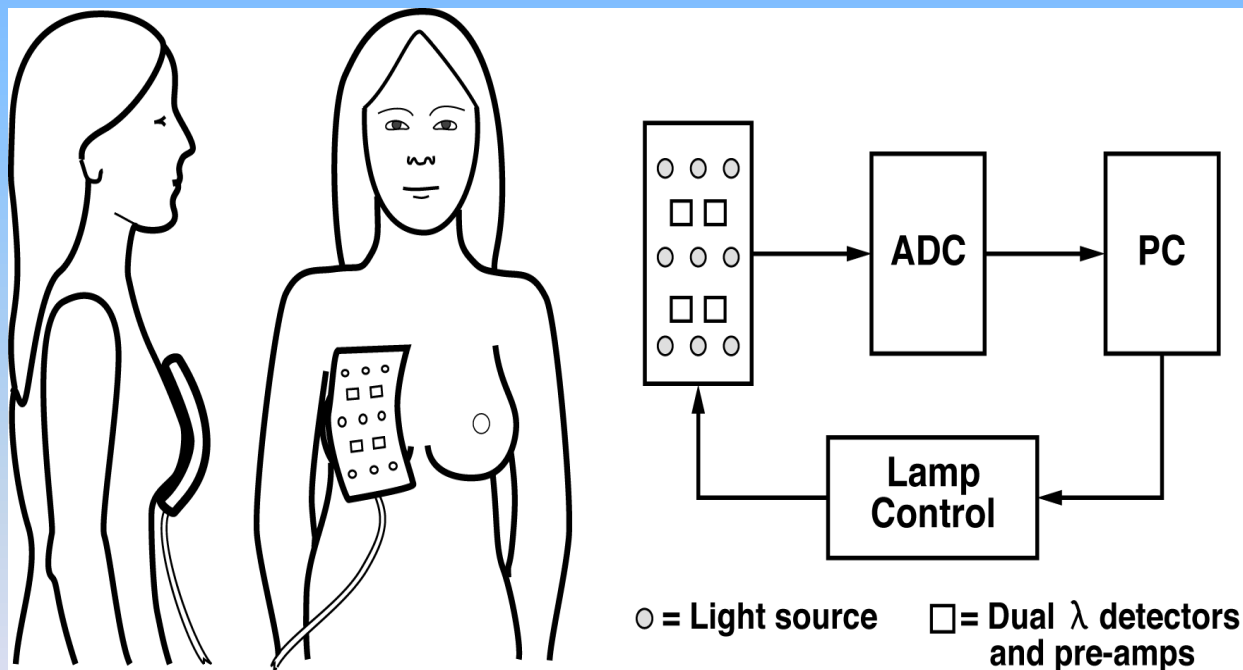 ADC
PC
Lamp
Control
= Light source
= Dual λ detectors
and pre-amps